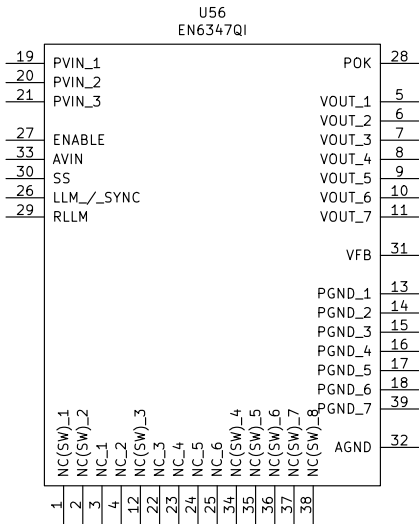 U56
EN6347QI
19 PVIN_1
20 PVIN_2
21 PVIN_3
27 ENABLE
33 AVIN
30 SS
26 LLM_/_SYNC
29 RLLM
POK 28
VOUT_1 5
VOUT_2 6
VOUT_3 7
VOUT_4 8
VOUT_5 9
VOUT_6 10
VOUT_7 11
VFB 31
PGND_1 13
PGND_2 14
PGND_3 15
PGND_4 16
PGND_5 17
PGND_6 18
PGND_7 39
AGND 32
1 NC(SW)_1
2 NC(SW)_2
3 NC_1
4 NC_2
12 NC(SW)_3
22 NC_3
23 NC_4
24 NC_5
25 NC_6
34 NC(SW)_4
35 NC(SW)_5
36 NC(SW)_6
37 NC(SW)_7
38 NC(SW)_8